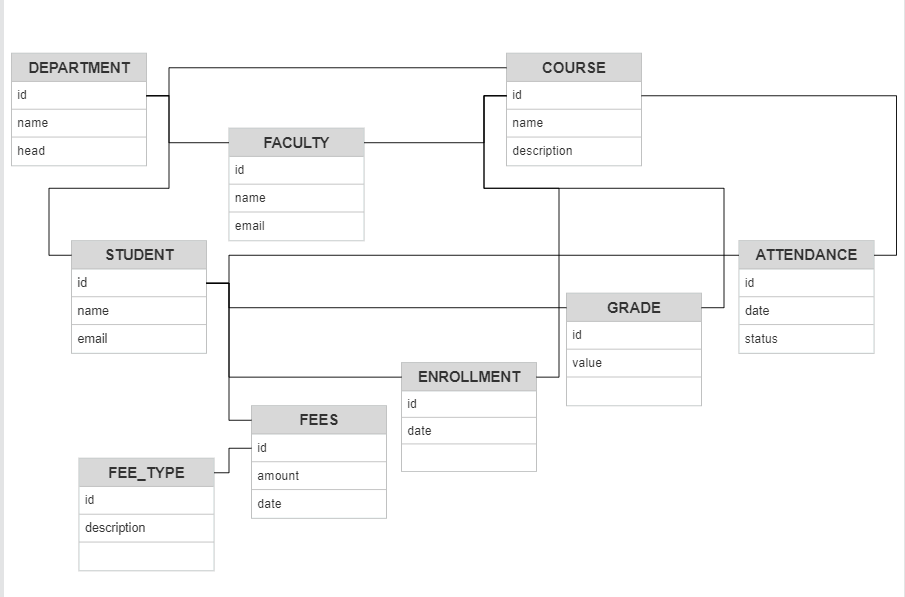 DEPARTMENT
id
name
head
COURSE
id
name
description
FACULTY
id
name
email
STUDENT
id
name
email
ATTENDANCE
id
date
status
GRADE
id
value
ENROLLMENT
id
date
FEES
id
amount
date
FEE_TYPE
id
description